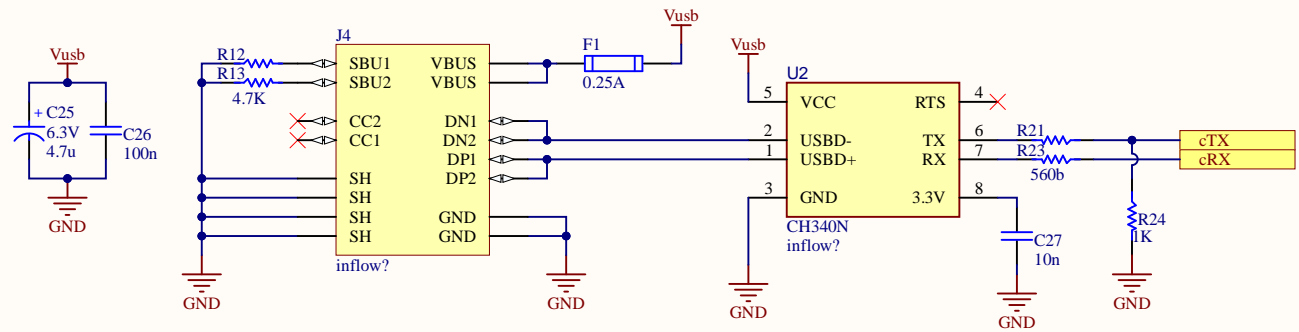 Vusb
+ C25
6.3V
4.7u
C26
100n
GND
R12
R13
4.7K
GND
J4
SBU1
SBU2
CC2
CC1
SH
SH
SH
SH
VBUS
VBUS
DN1
DN2
DP1
DP2
GND
GND
inflow?
GND
F1
0.25A
Vusb
Vusb
U2
5 VCC
2 USBD-
1 USBD+
3 GND
RTS 4
TX 6
RX 7
3.3V 8
CH340N
inflow?
GND
R21
R23
560b
cTX
cRX
C27
10n
GND
R24
1K
GND